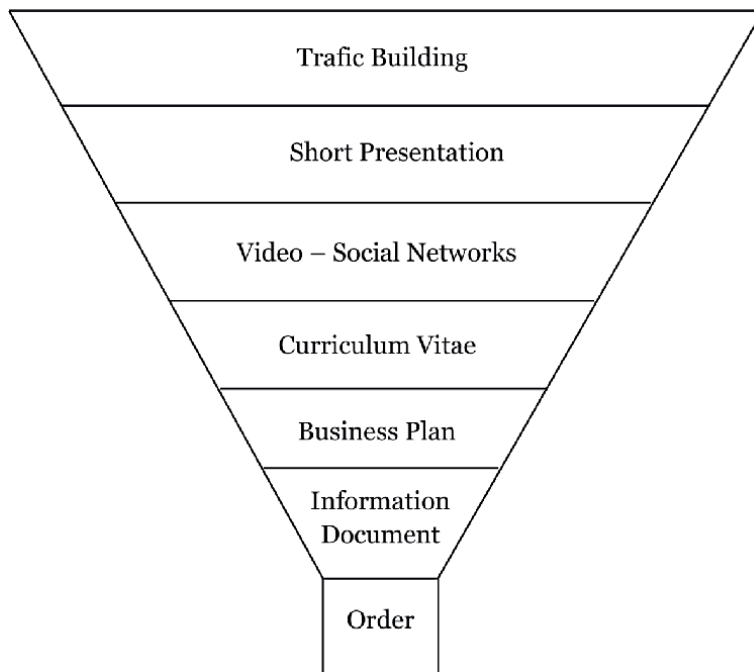 Trafic Building
Short Presentation
Video – Social Networks
Curriculum Vitae
Business Plan
Information
Document
Order